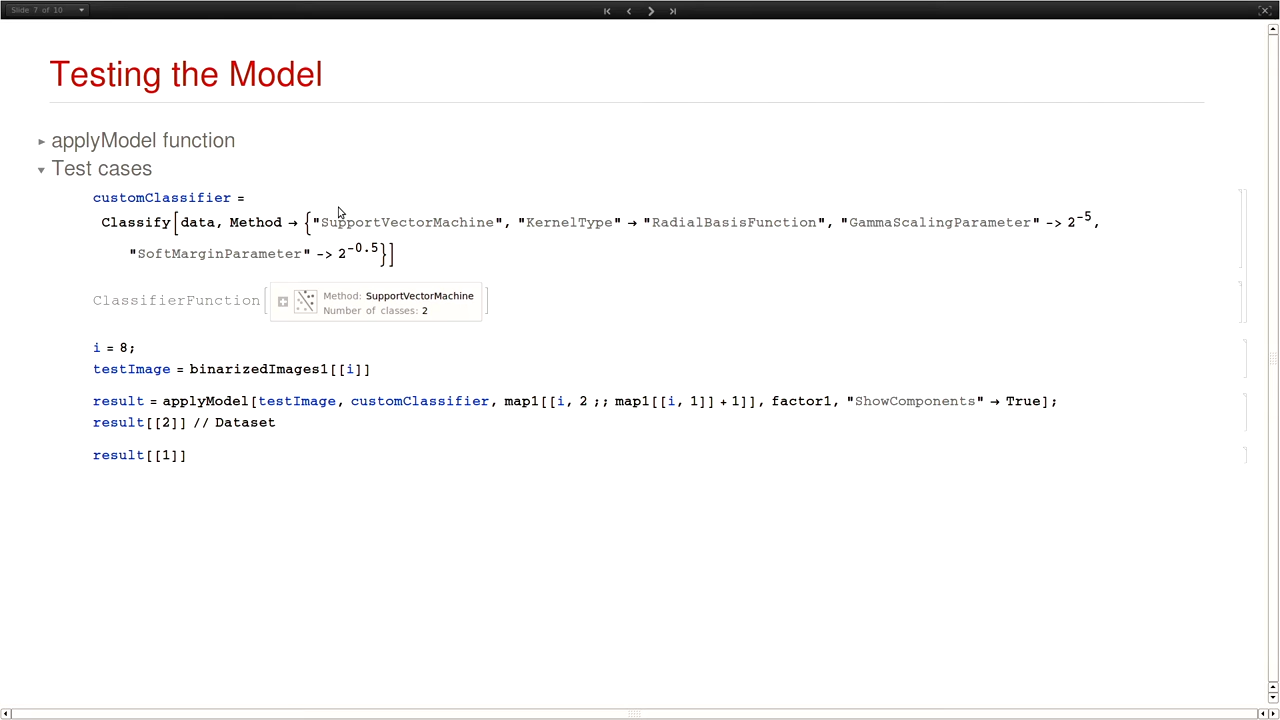 Slide 7 of 10
Testing the Model
applyModel function
Test cases
customClassifier =
Classify[data, Method → {"SupportVectorMachine", "KernelType" → "RadialBasisFunction", "GammaScalingParameter" -> 2^-5,
"SoftMarginParameter" -> 2^-0.5}]
ClassifierFunction[Method: SupportVectorMachine
Number of classes: 2]
i = 8;
testImage = binarizedImages1[[i]]
result = applyModel[testImage, customClassifier, map1[[i, 2 ;; map1[[i, 1]] + 1]], factor1, "ShowComponents" → True];
result[[2]] // Dataset
result[[1]]